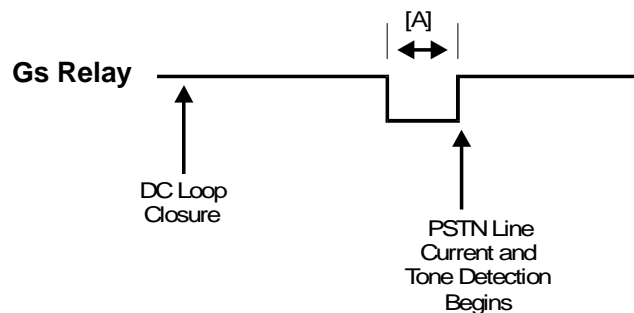 [A]
Gs Relay
DC Loop
Closure
PSTN Line
Current and
Tone Detection
Begins